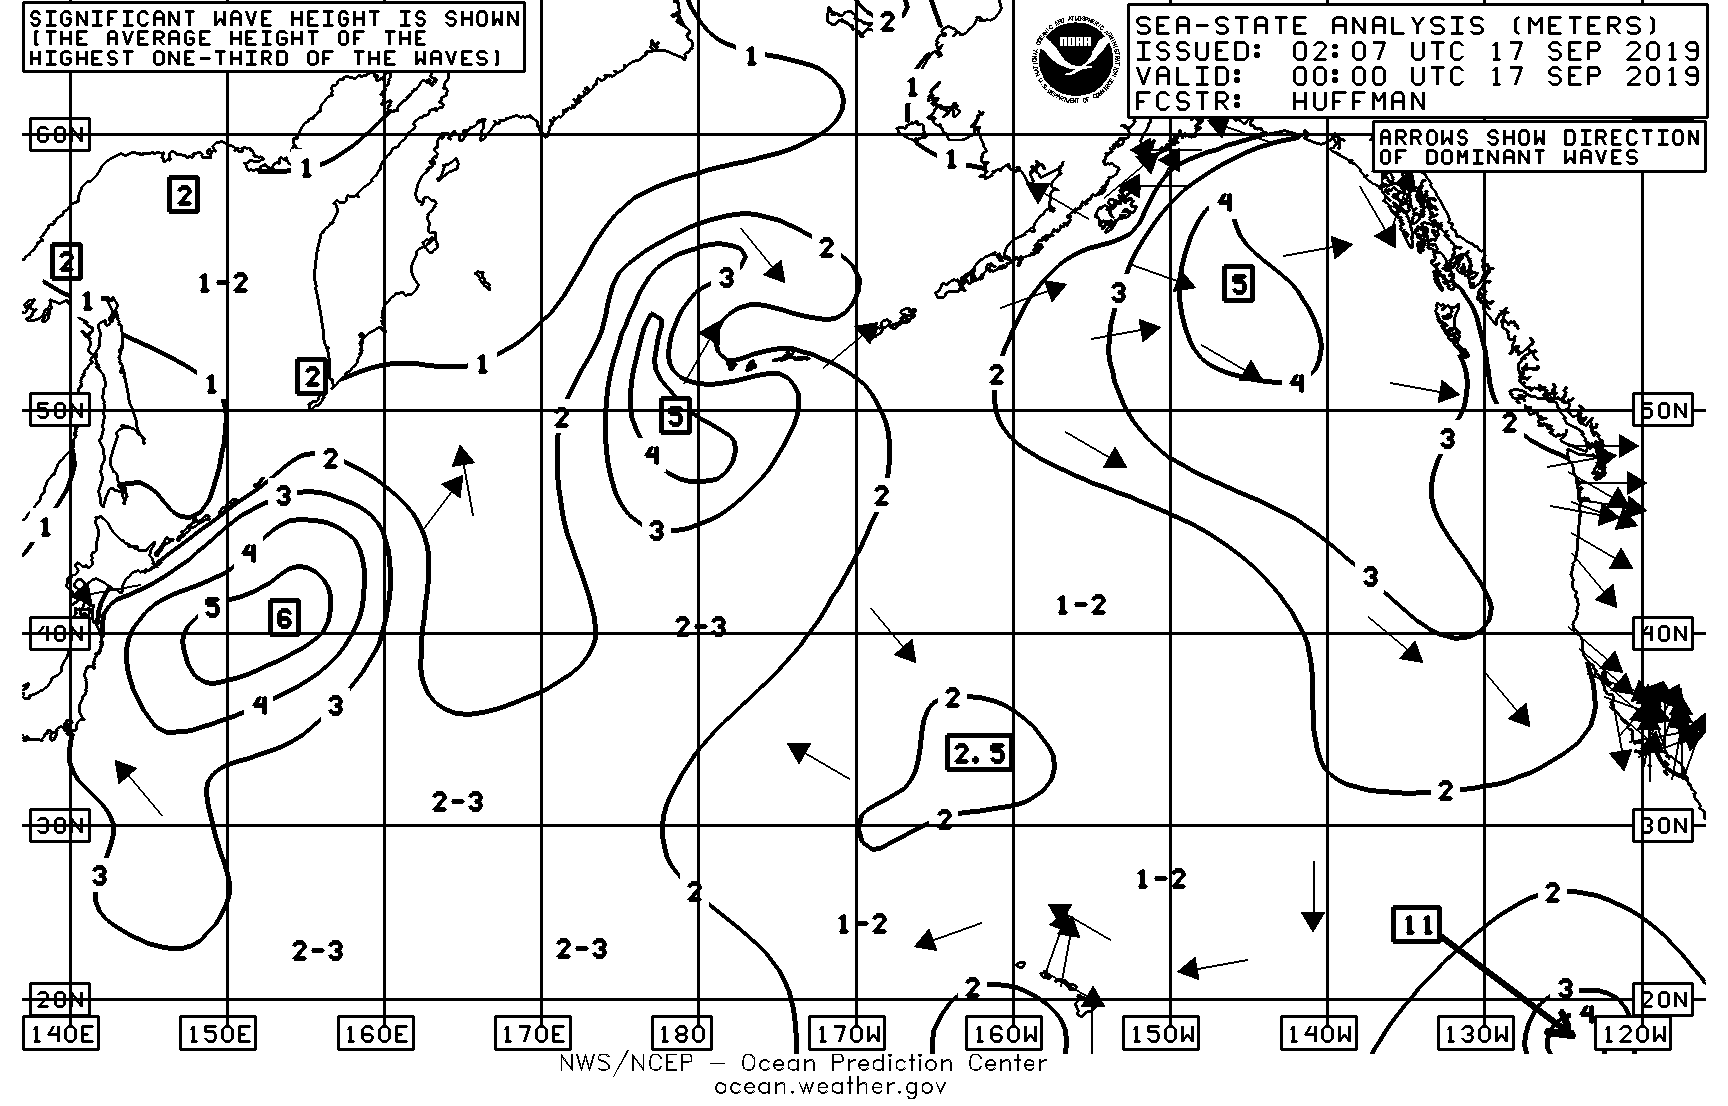 SIGNIFICANT WAVE HEIGHT IS SHOWN
(THE AVERAGE HEIGHT OF THE
HIGHEST ONE-THIRD OF THE WAVES)
SEA-STATE ANALYSIS (METERS)
ISSUED: 02:07 UTC 17 SEP 2019
VALID: 00:00 UTC 17 SEP 2019
FCSTR: HUFFMAN
NOAA
ARROWS SHOW DIRECTION
OF DOMINANT WAVES
2
1
1
60N
1
1
2
4
2
2
1-2
3
5
3
1
2
1
1
2
2
4
50N
2
5
2
3
50N
4
2
3
2
1
3
4
3
5
6
1-2
40N
2-3
40N
4
3
2
2.5
2-3
2
2
30N
30N
3
2
1-2
2
1-2
11
2-3
2-3
2
3
20N
20N
4
140E 150E 160E 170E 180 170W 160W 150W 140W 130W 120W
NWS/NCEP – Ocean Prediction Center
ocean.weather.gov